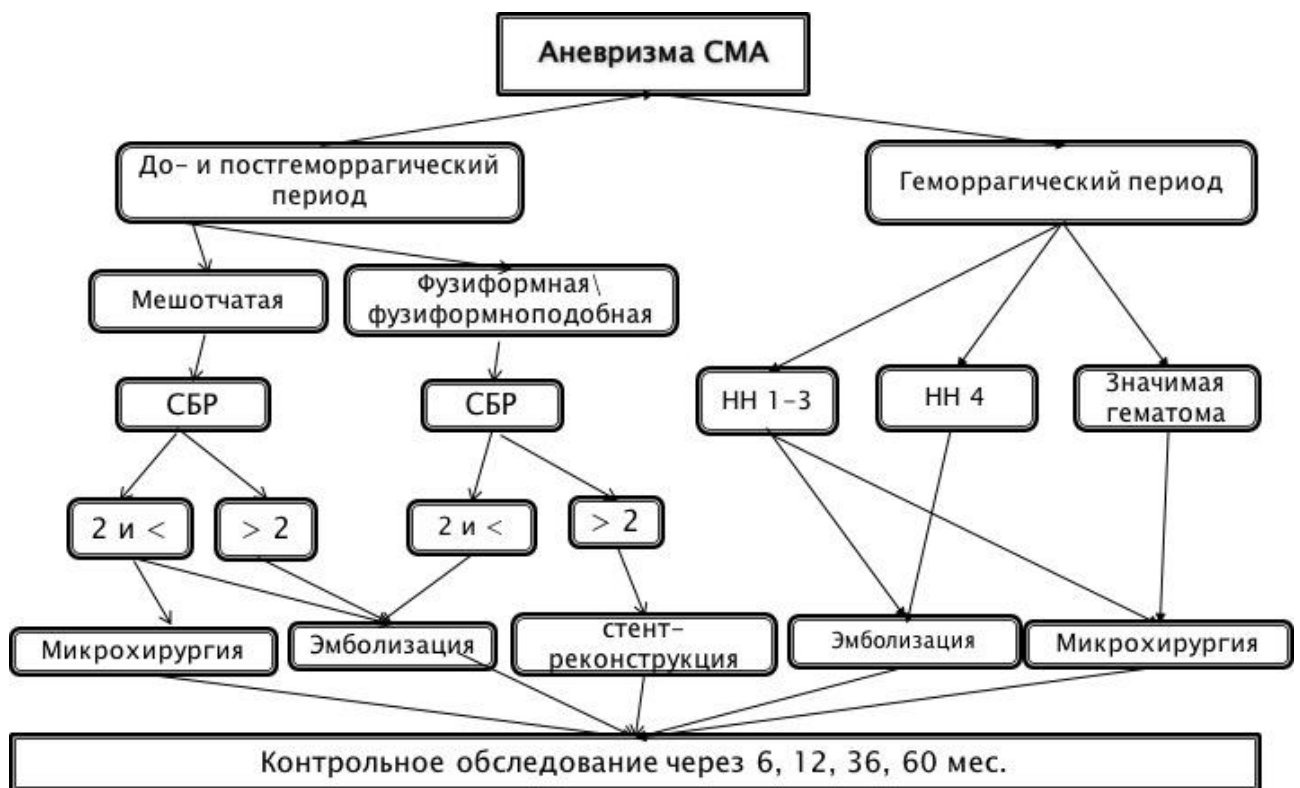 Аневризма СМА
До- и постгеморрагический
период
Геморрагический период
Мешотчатая
Фузиформная\
фузиформноподобная
СБР
СБР
НН 1-3
НН 4
Значимая
гематома
2 и <
> 2
2 и <
> 2
Микрохирургия
Эмболизация
стент-
реконструкция
Эмболизация
Микрохирургия
Контрольное обследование через 6, 12, 36, 60 мес.